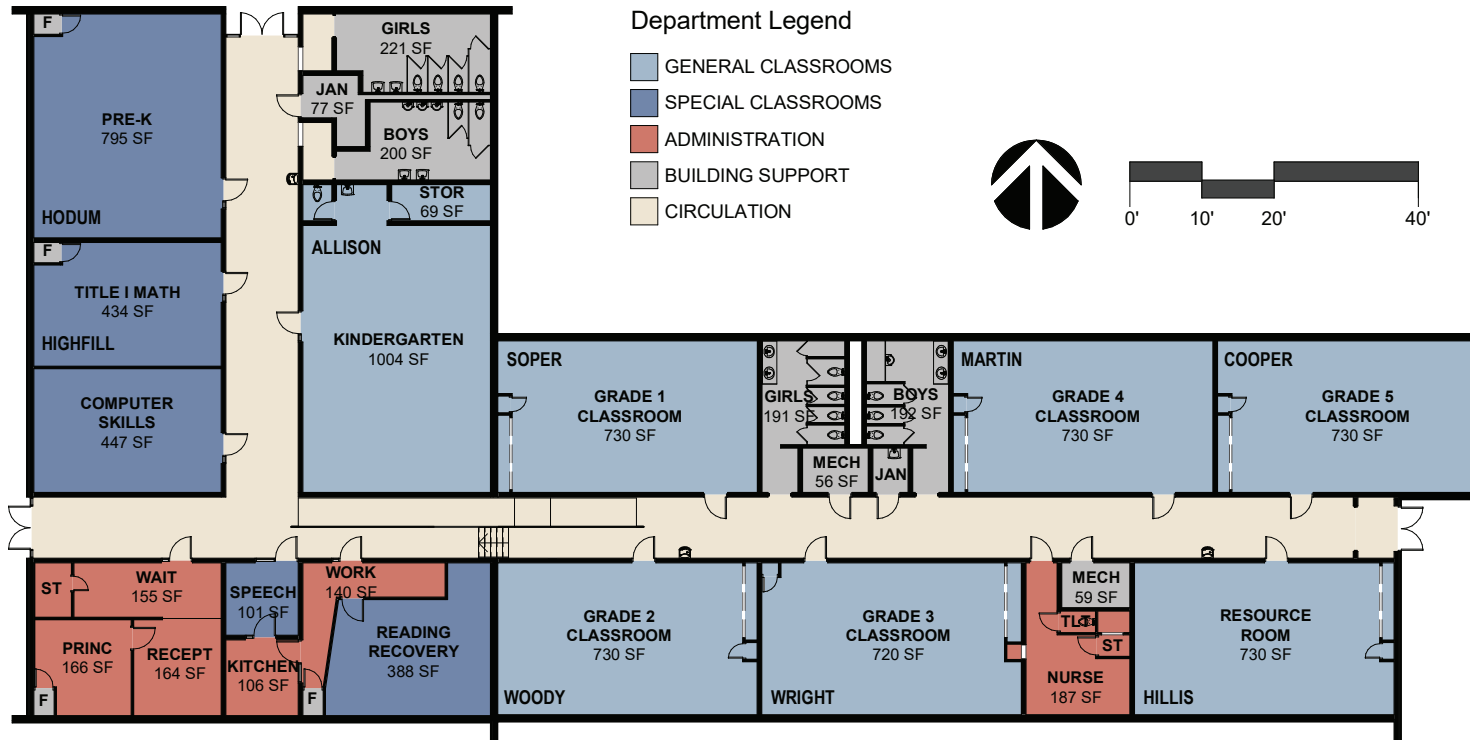 F
GIRLS
221 SF
JAN
77 SF
BOYS
200 SF
PRE-K
795 SF
HODUM
STOR
69 SF
ALLISON
F
TITLE I MATH
434 SF
HIGHFILL
KINDERGARTEN
1004 SF
COMPUTER
SKILLS
447 SF
Department Legend
GENERAL CLASSROOMS
SPECIAL CLASSROOMS
ADMINISTRATION
BUILDING SUPPORT
CIRCULATION
0' 10' 20' 40'
SOPER
GRADE 1
CLASSROOM
730 SF
GIRLS
191 SF
BOYS
192 SF
MECH
56 SF
JAN
MARTIN
GRADE 4
CLASSROOM
730 SF
COOPER
GRADE 5
CLASSROOM
730 SF
ST
WAIT
155 SF
SPEECH
101 SF
WORK
140 SF
PRINC
166 SF
RECEPT
164 SF
KITCHEN
106 SF
READING
RECOVERY
388 SF
F
F
GRADE 2
CLASSROOM
730 SF
WOODY
GRADE 3
CLASSROOM
720 SF
WRIGHT
MECH
59 SF
TLT
ST
NURSE
187 SF
RESOURCE
ROOM
730 SF
HILLIS